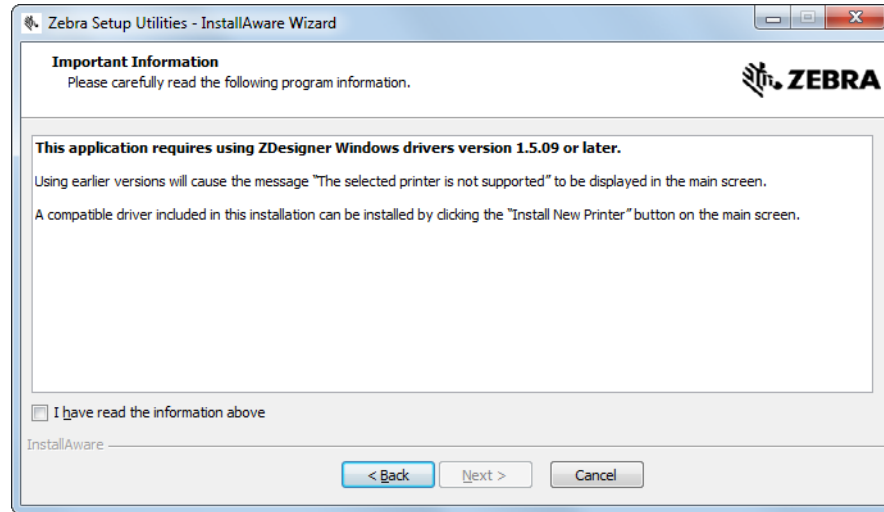 Zebra Setup Utilities - InstallAware Wizard
Important Information
Please carefully read the following program information.
ZEBRA
This application requires using ZDesigner Windows drivers version 1.5.09 or later.
Using earlier versions will cause the message “The selected printer is not supported” to be displayed in the main screen.
A compatible driver included in this installation can be installed by clicking the “Install New Printer” button on the main screen.
I have read the information above
InstallAware
< Back
Next >
Cancel